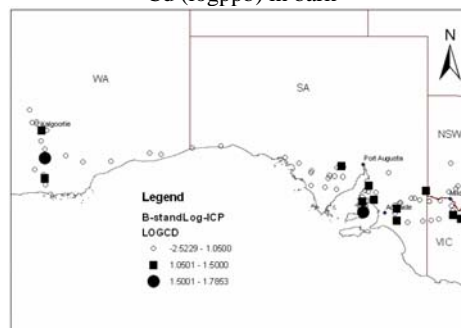 Cd (logppb) in bark
N
WA
SA
NSW
VIC
Kalgoorlie
Port Augusta
Adelaide
Legend
B-standLog-ICP
LOGCD
-2.5229 - 1.0500
1.0501 - 1.5000
1.5001 - 1.7853